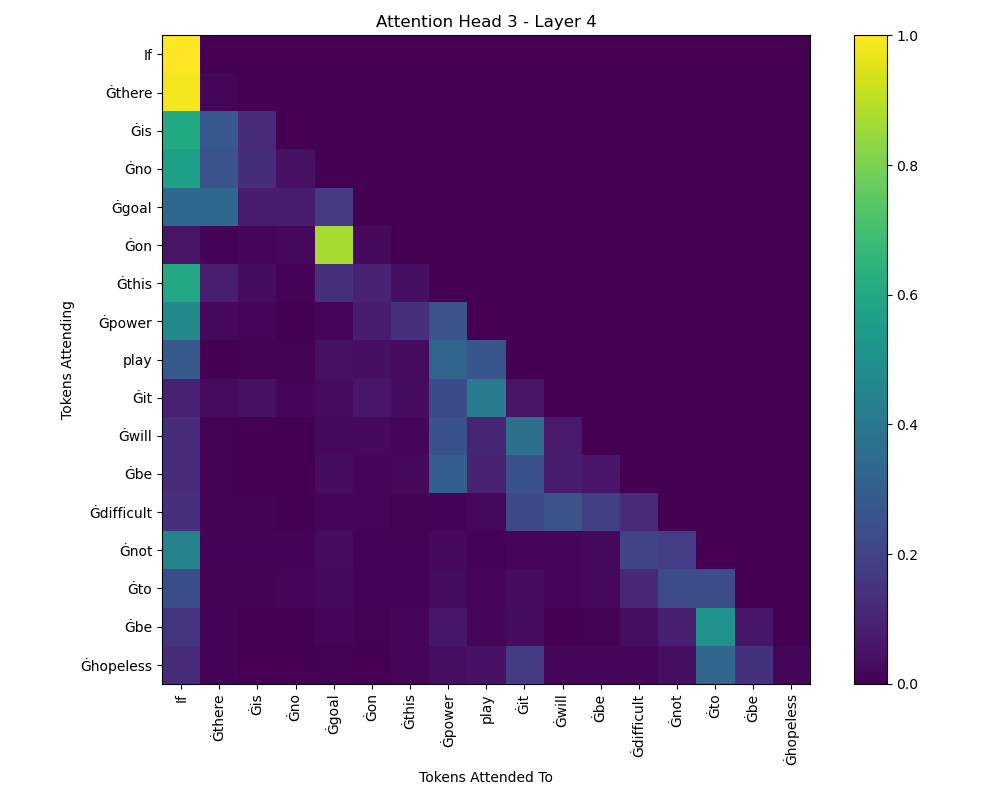 Attention Head 3 - Layer 4
Tokens Attending
If
Ġthere
Ġis
Ġno
Ġgoal
Ġon
Ġthis
Ġpower
play
Ġit
Ġwill
Ġbe
Ġdifficult
Ġnot
Ġto
Ġbe
Ġhopeless
If
Ġthere
Ġis
Ġno
Ġgoal
Ġon
Ġthis
Ġpower
play
Ġit
Ġwill
Ġbe
Ġdifficult
Ġnot
Ġto
Ġbe
Ġhopeless
Tokens Attended To
1.0
0.8
0.6
0.4
0.2
0.0